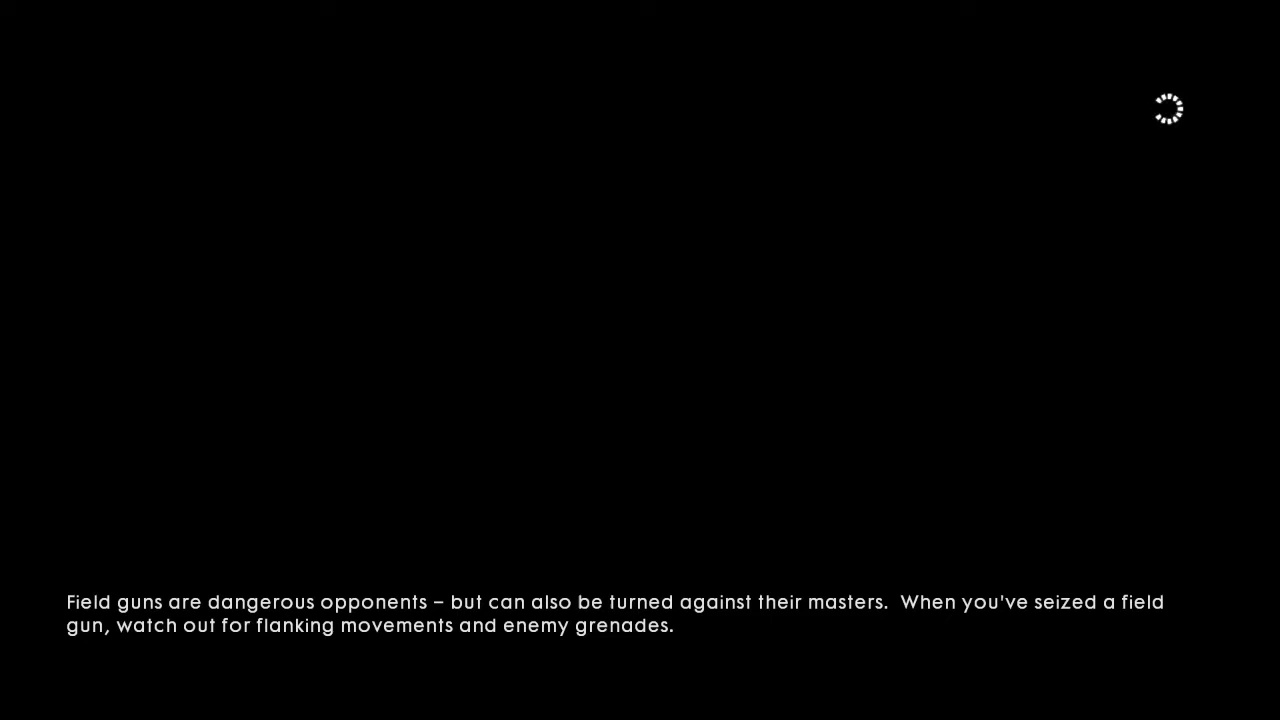 Field guns are dangerous opponents – but can also be turned against their masters.  When you've seized a field
gun, watch out for flanking movements and enemy grenades.